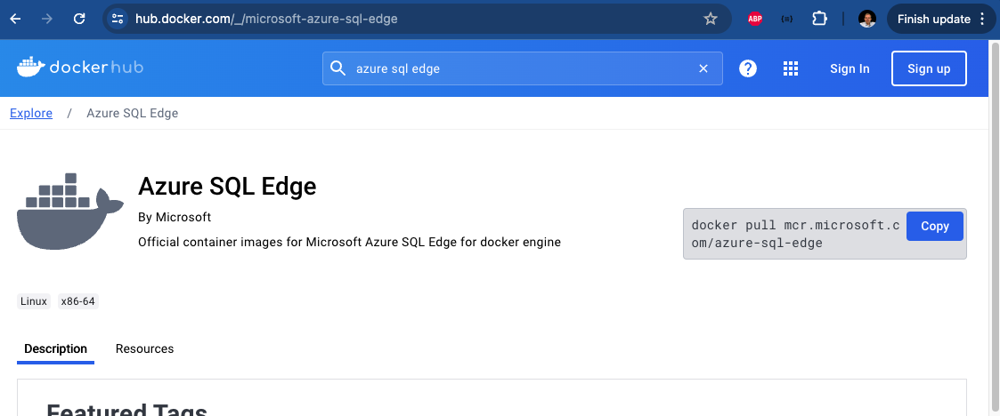 hub.docker.com/_/microsoft-azure-sql-edge
ABP
Finish update
dockerhub
azure sql edge
?
Sign In
Sign up
Explore / Azure SQL Edge
Azure SQL Edge
By Microsoft
Official container images for Microsoft Azure SQL Edge for docker engine
docker pull mcr.microsoft.c
om/azure-sql-edge
Copy
Linux
x86-64
Description
Resources
Featured Tags